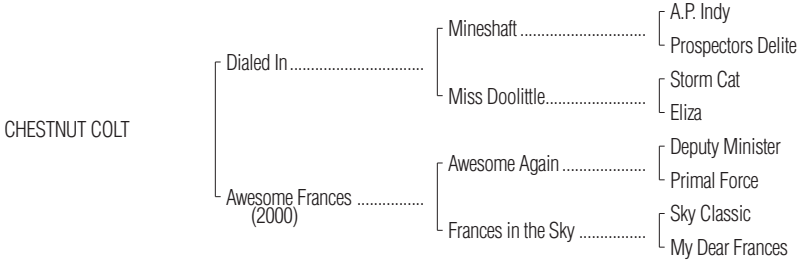 A.P. Indy
Mineshaft ..............................
Prospectors Delite
Dialed In................................
Storm Cat
Miss Doolittle........................
Eliza
CHESTNUT COLT
Deputy Minister
Awesome Again ....................
Primal Force
Awesome Frances ................
(2000)
Sky Classic
Frances in the Sky ................
My Dear Frances